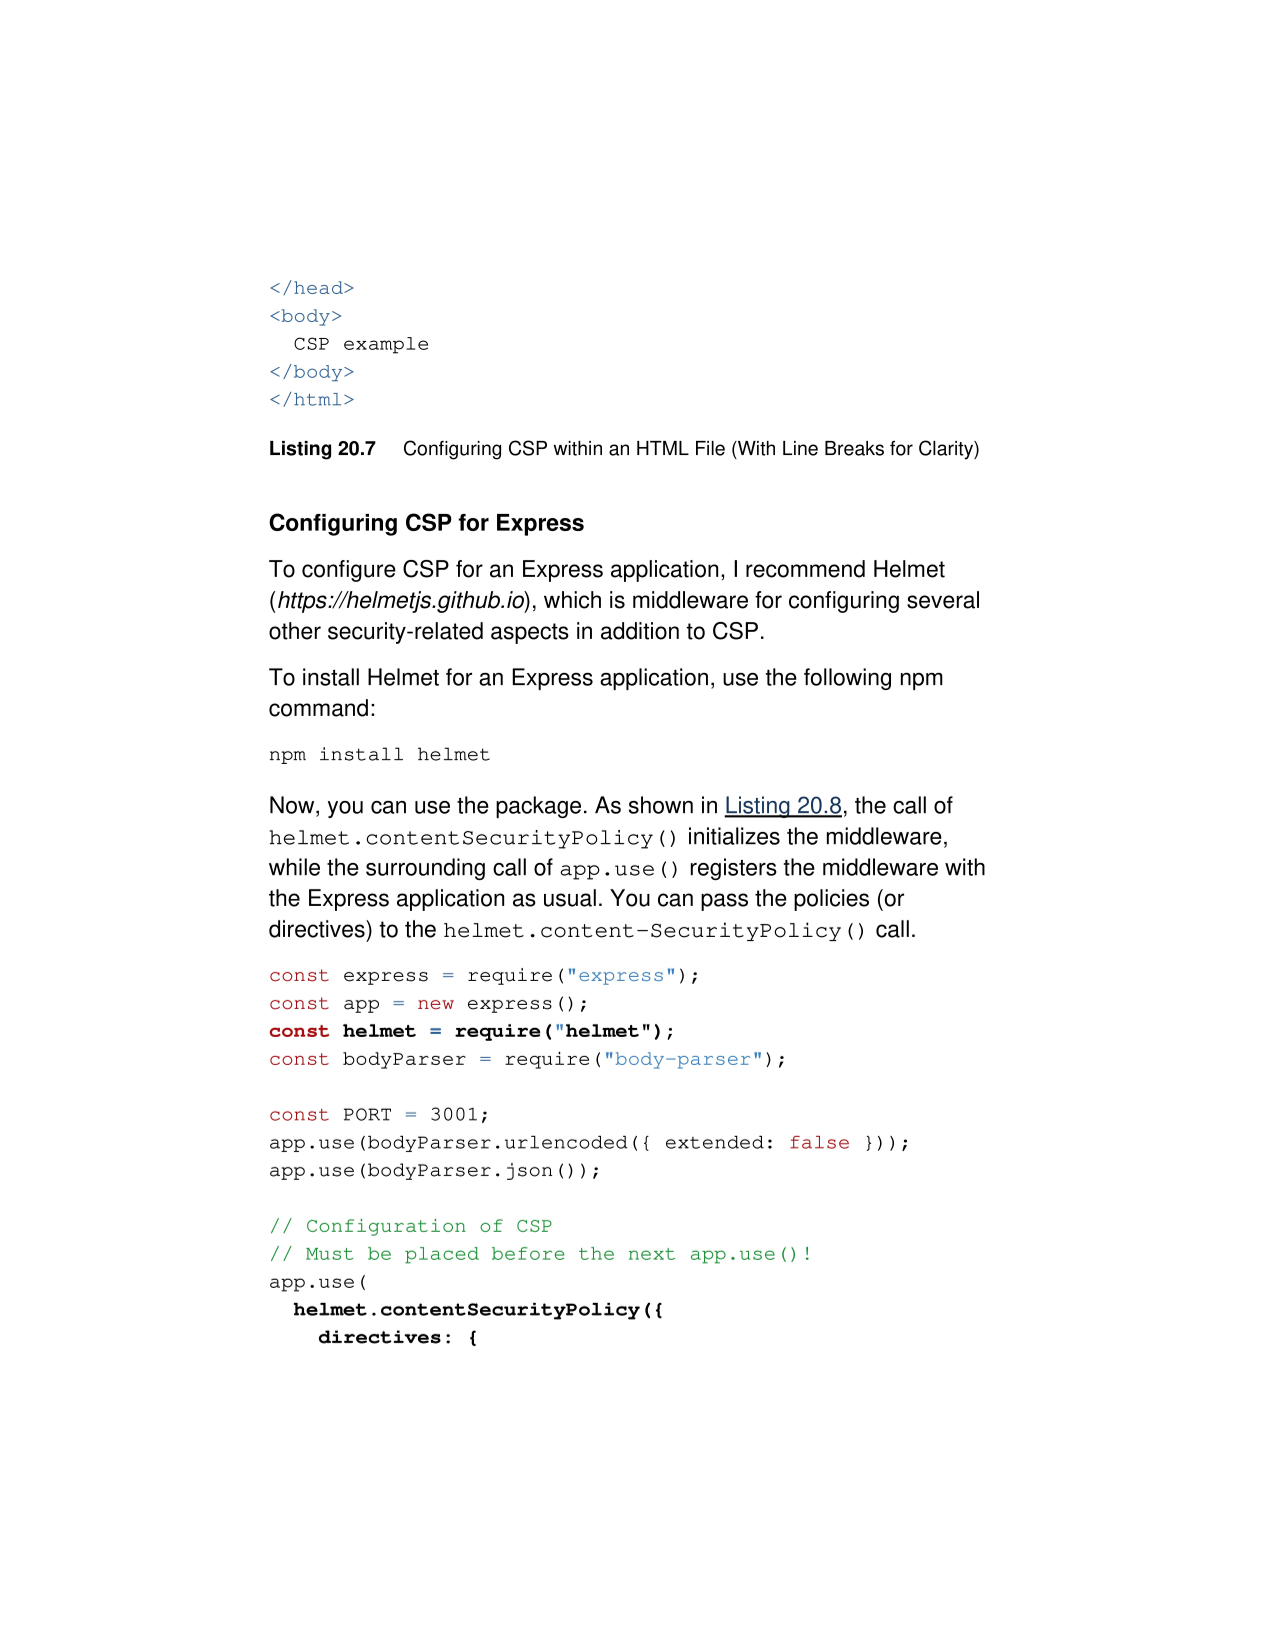 </head>
<body>
  CSP example
</body>
</html>
Listing 20.7 Configuring CSP within an HTML File (With Line Breaks for Clarity)
Configuring CSP for Express
To configure CSP for an Express application, I recommend Helmet
(https://helmetjs.github.io), which is middleware for configuring several
other security-related aspects in addition to CSP.
To install Helmet for an Express application, use the following npm
command:
npm install helmet
Now, you can use the package. As shown in Listing 20.8, the call of
helmet.contentSecurityPolicy() initializes the middleware,
while the surrounding call of app.use() registers the middleware with
the Express application as usual. You can pass the policies (or
directives) to the helmet.content-SecurityPolicy() call.
const express = require("express");
const app = new express();
const helmet = require("helmet");
const bodyParser = require("body-parser");

const PORT = 3001;
app.use(bodyParser.urlencoded({ extended: false }));
app.use(bodyParser.json());

// Configuration of CSP
// Must be placed before the next app.use()!
app.use(
  helmet.contentSecurityPolicy({
    directives: {